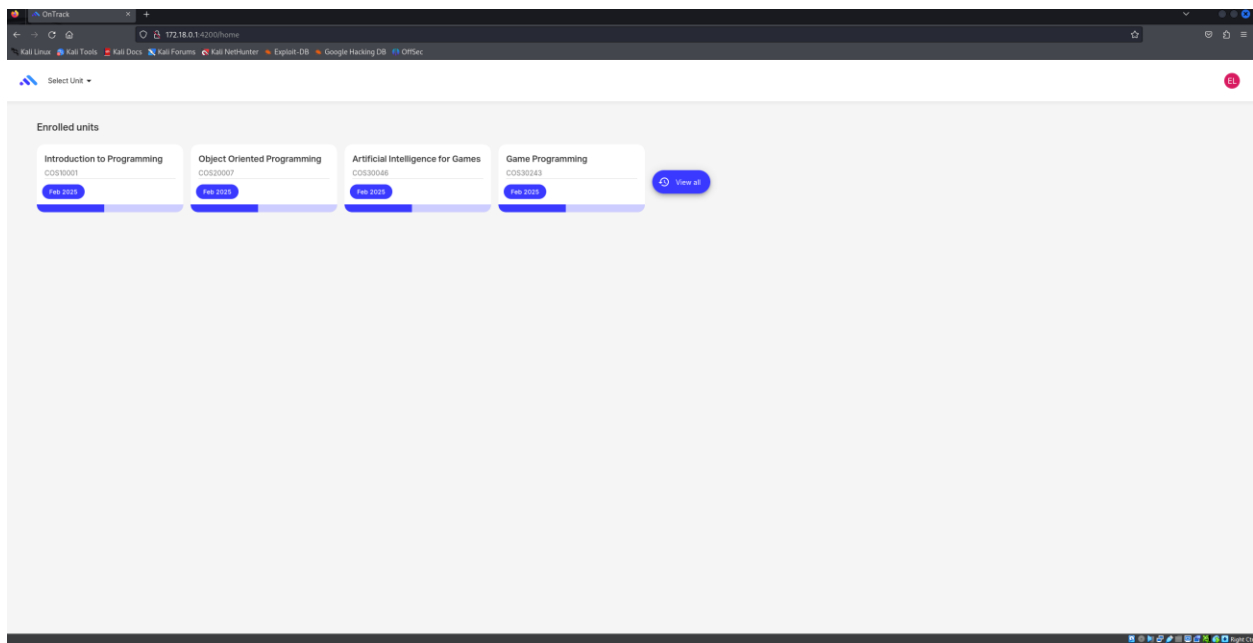 OnTrack
172.18.0.1:4200/home
Kali Linux Kali Tools Kali Docs Kali Forums Kali NetHunter Exploit-DB Google Hacking DB OffSec
Select Unit
EL
Enrolled units
Introduction to Programming
COS10001
Feb 2025
Object Oriented Programming
COS20007
Feb 2025
Artificial Intelligence for Games
COS30046
Feb 2025
Game Programming
COS30243
Feb 2025
View all
Right Ct